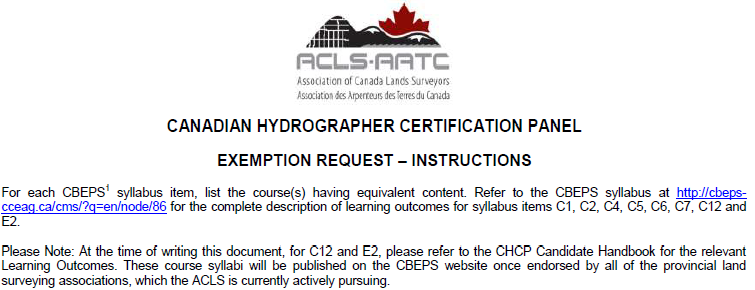 ACLS-AATC
Association of Canada Lands Surveyors
Association des Arpenteurs des Terres du Canada
CANADIAN HYDROGRAPHER CERTIFICATION PANEL
EXEMPTION REQUEST – INSTRUCTIONS
For each CBEPS1 syllabus item, list the course(s) having equivalent content. Refer to the CBEPS syllabus at http://cbeps-
cceag.ca/cms/?q=en/node/86 for the complete description of learning outcomes for syllabus items C1, C2, C4, C5, C6, C7, C12 and
E2.
Please Note: At the time of writing this document, for C12 and E2, please refer to the CHCP Candidate Handbook for the relevant
Learning Outcomes. These course syllabi will be published on the CBEPS website once endorsed by all of the provincial land
surveying associations, which the ACLS is currently actively pursuing.